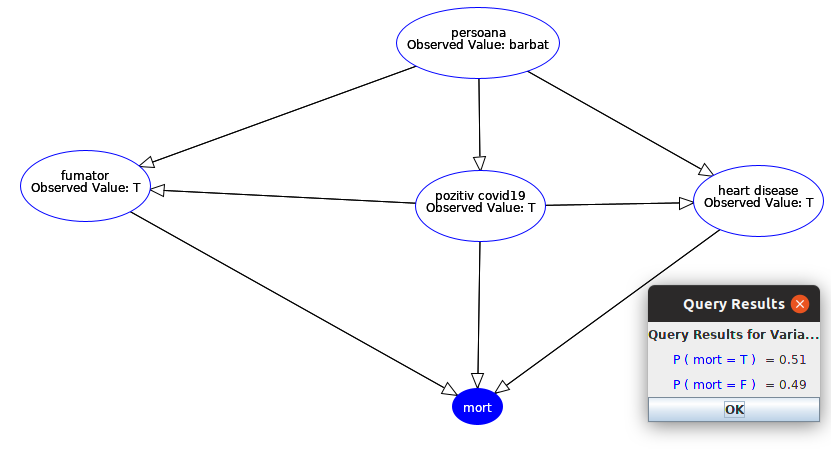 persoana
Observed Value: barbat
fumator
Observed Value: T
pozitiv covid19
Observed Value: T
heart disease
Observed Value: T
mort
Query Results
Query Results for Varia...
P ( mort = T ) = 0.51
P ( mort = F ) = 0.49
OK